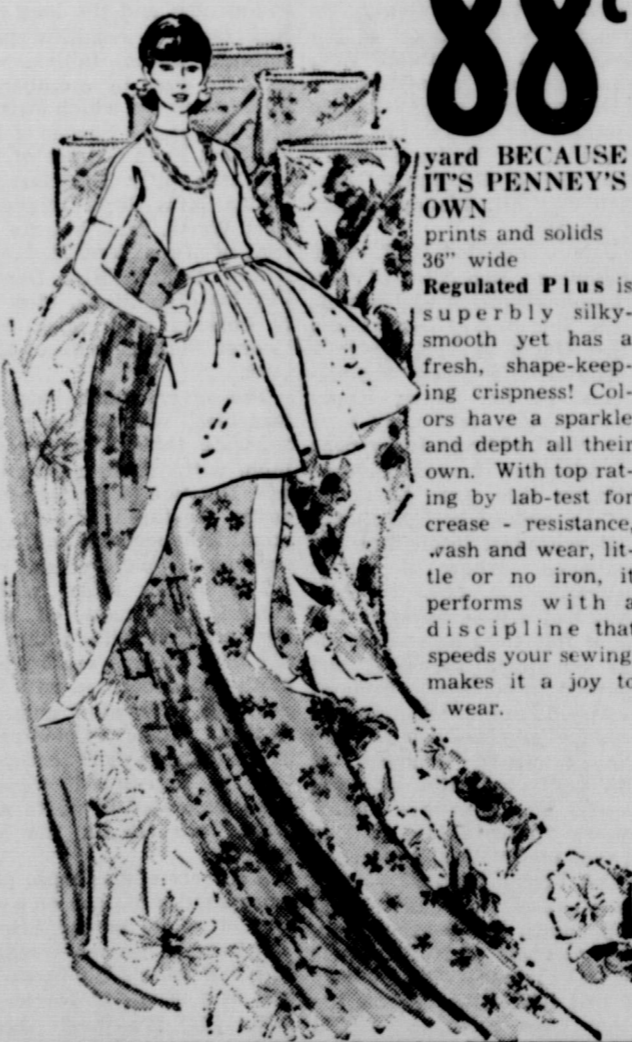 88c
yard BECAUSE
IT'S PENNEY'S
OWN
prints and solids
36" wide
Regulated Plus is
superbly silky-
smooth yet has a
fresh, shape-keep-
ing crispness! Col-
ors have a sparkle
and depth all their
own. With top rat-
ing by lab-test for
crease - resistance,
wash and wear, lit-
tle or no iron, it
performs with a
discipline that
speeds your sewing
makes it a joy to
wear.